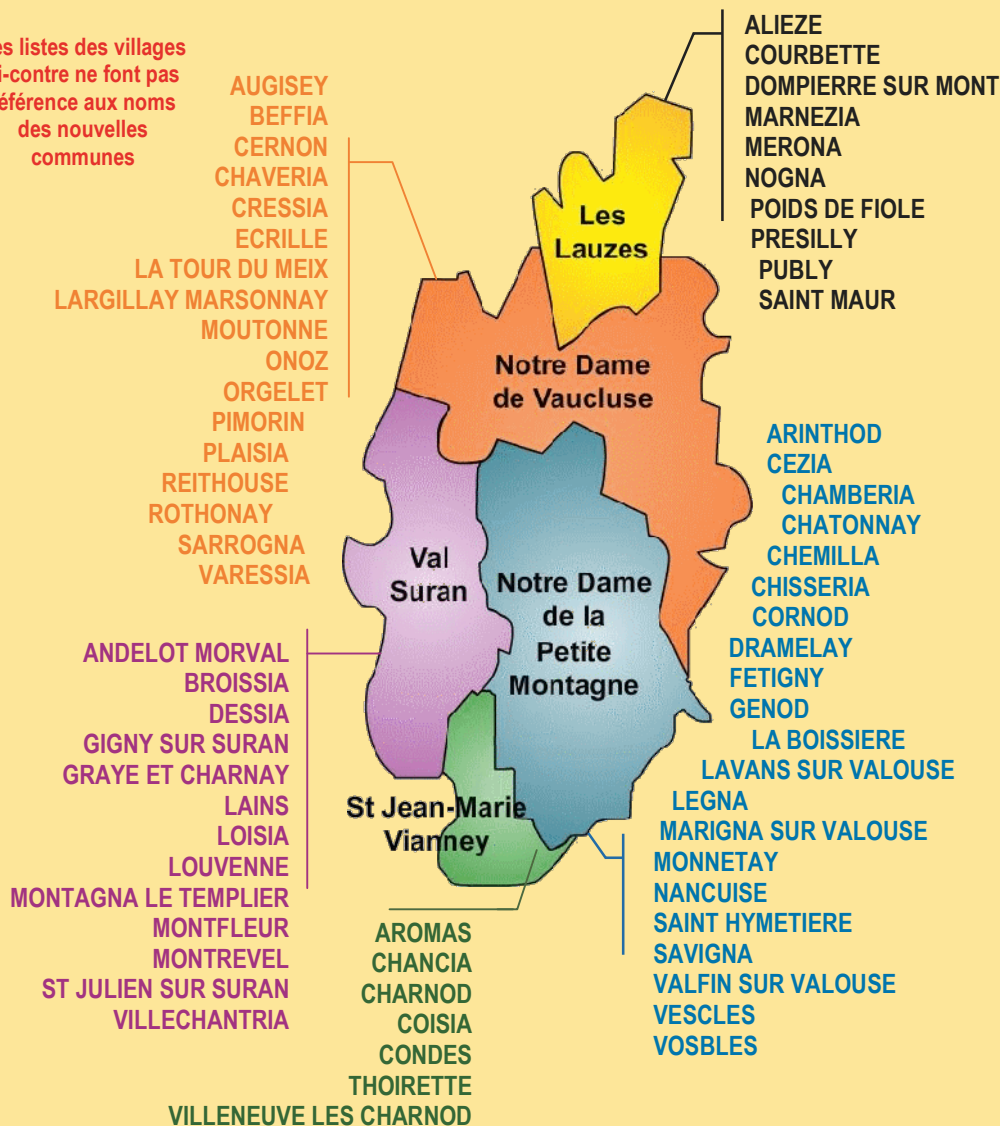 es listes des villages
i-contre ne font pas
éférence aux noms
des nouvelles
communes
AUGISEY
BEFFIA
CERNON
CHAVERIA
CRESSIA
ECRILLE
LA TOUR DU MEIX
LARGILLAY MARSONNAY
MOUTONNE
ONOZ
ORGELET
PIMORIN
PLAISIA
REITHOUSE
ROTHONAY
SARROGNA
VARESSIA
ALIEZE
COURBETTE
DOMPIERRE SUR MONT
MARNEZIA
MERONA
NOGNA
POIDS DE FIOLE
PRESILLY
PUBLY
SAINT MAUR
Les
Lauzes
Notre Dame
de Vaucluse
Val
Suran
Notre Dame
de la
Petite
Montagne
St Jean-Marie
Vianney
ARINTHOD
CEZIA
CHAMBERIA
CHATONNAY
CHEMILLA
CHISSERIA
CORNOD
DRAMELAY
FETIGNY
GENOD
LA BOISSIERE
LAVANS SUR VALOUSE
LEGNA
MARIGNA SUR VALOUSE
MONNETAY
NANCUISE
SAINT HYMETIERE
SAVIGNA
VALFIN SUR VALOUSE
VESCLES
VOSBLES
ANDELOT MORVAL
BROISSIA
DESSIA
GIGNY SUR SURAN
GRAYE ET CHARNAY
LAINS
LOISIA
LOUVENNE
MONTAGNA LE TEMPLIER
MONTFLEUR
MONTREVEL
ST JULIEN SUR SURAN
VILLECHANTRIA
AROMAS
CHANCIA
CHARNOD
COISIA
CONDES
THOIRETTE
VILLENEUVE LES CHARNOD